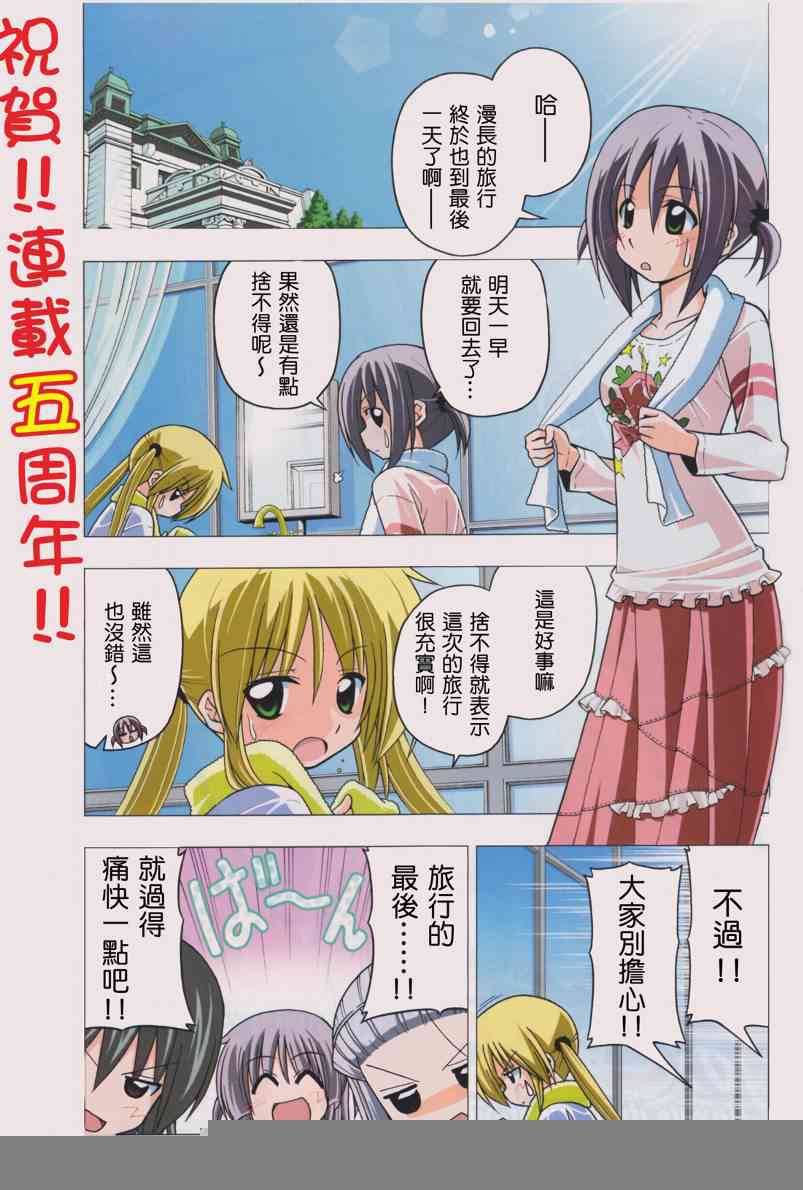 祝賀!!連載五周年!!
哈——
漫長的旅行
終於也到最後
一天了啊——
明天一早
就要回去了…
果然還是有點
捨不得呢～
這是好事嘛
捨不得就表示
這次的旅行
很充實啊！
雖然這
也沒錯～…
不過!!
大家別擔心!!
旅行的
最後……!!
ば〜ん
就過得
痛快一點吧!!